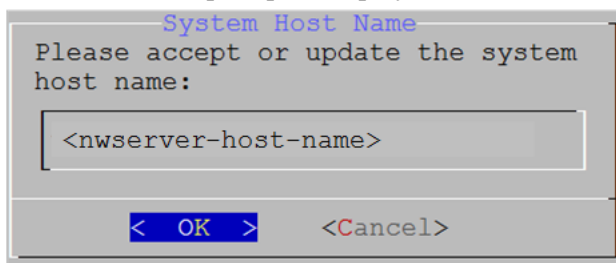 System Host Name
Please accept or update the system
host name:
<nwserver-host-name>
< OK > <Cancel>